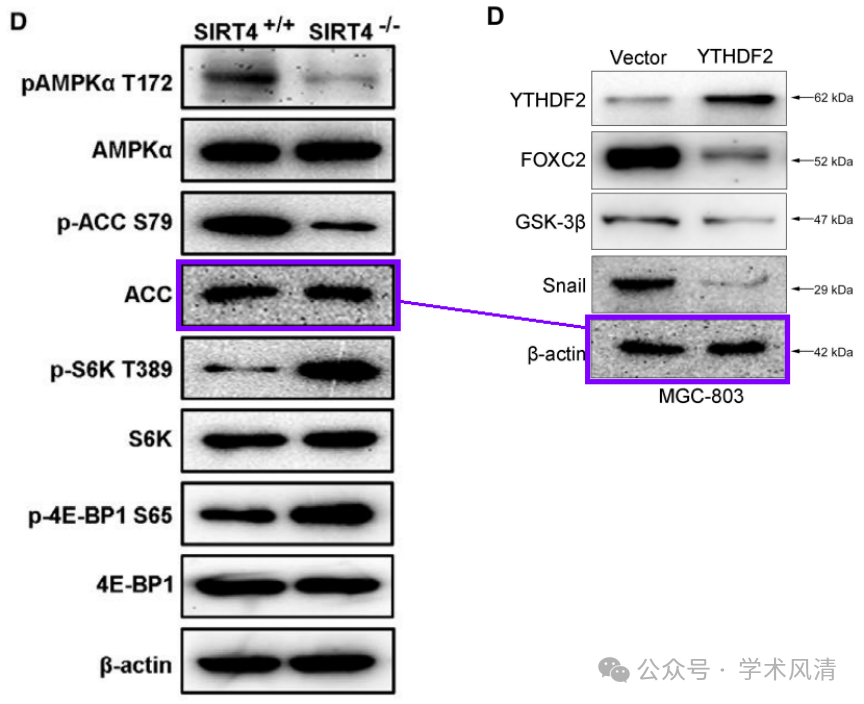 D
SIRT4 +/+ SIRT4 -/-
pAMPKα T172
AMPKα
p-ACC S79
ACC
p-S6K T389
S6K
p-4E-BP1 S65
4E-BP1
β-actin
D
Vector YTHDF2
YTHDF2 62 kDa
FOXC2 52 kDa
GSK-3β 47 kDa
Snail 29 kDa
β-actin 42 kDa
MGC-803
公众号 · 学术风清